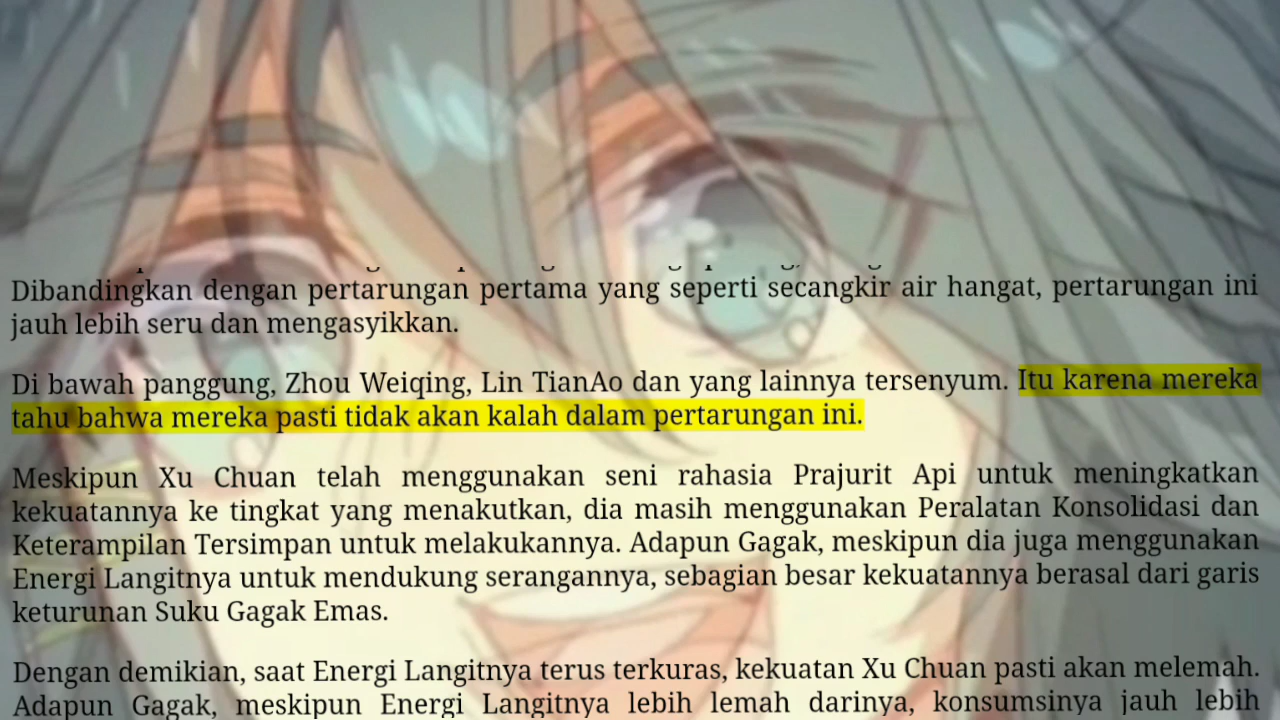 Dibandingkan dengan pertarungan pertama yang seperti secangkir air hangat, pertarungan ini
jauh lebih seru dan mengasyikkan.
Di bawah panggung, Zhou Weiqing, Lin TianAo dan yang lainnya tersenyum. Itu karena mereka
tahu bahwa mereka pasti tidak akan kalah dalam pertarungan ini.
Meskipun Xu Chuan telah menggunakan seni rahasia Prajurit Api untuk meningkatkan
kekuatannya ke tingkat yang menakutkan, dia masih menggunakan Peralatan Konsolidasi dan
Keterampilan Tersimpan untuk melakukannya. Adapun Gagak, meskipun dia juga menggunakan
Energi Langitnya untuk mendukung serangannya, sebagian besar kekuatannya berasal dari garis
keturunan Suku Gagak Emas.
Dengan demikian, saat Energi Langitnya terus terkuras, kekuatan Xu Chuan pasti akan melemah.
Adapun Gagak, meskipun Energi Langitnya lebih lemah darinya, konsumsinya jauh lebih